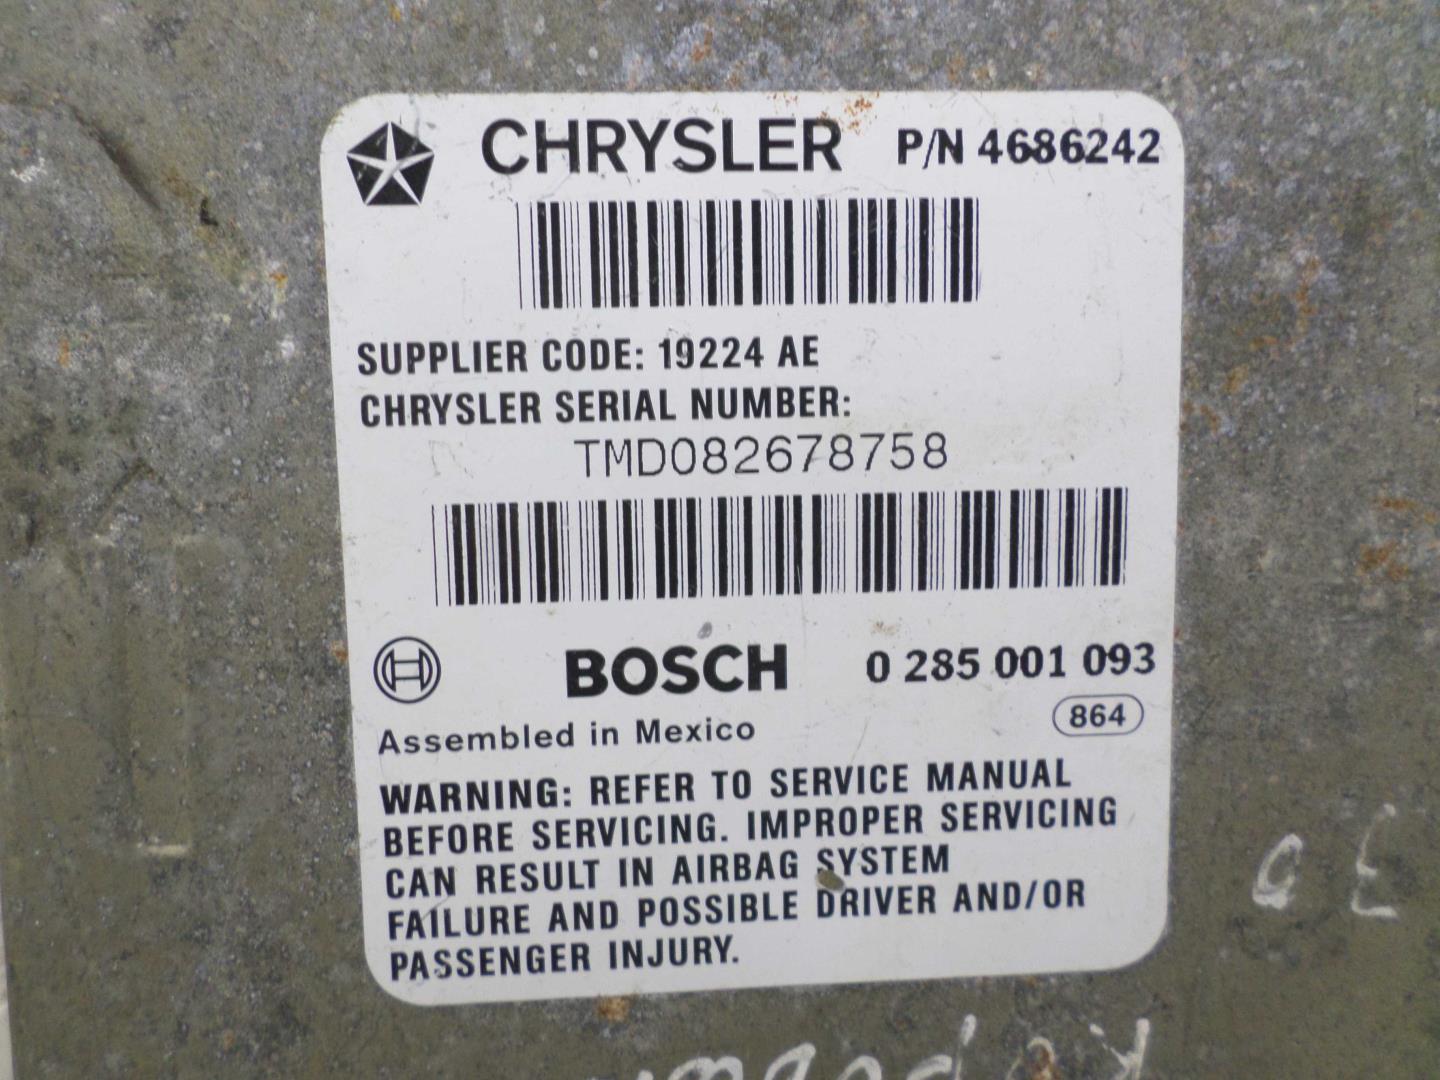 CHRYSLER P/N 4686242
SUPPLIER CODE: 19224 AE
CHRYSLER SERIAL NUMBER:
TMD082678758
BOSCH 0 285 001 093
Assembled in Mexico 864
WARNING: REFER TO SERVICE MANUAL
BEFORE SERVICING. IMPROPER SERVICING
CAN RESULT IN AIRBAG SYSTEM
FAILURE AND POSSIBLE DRIVER AND/OR
PASSENGER INJURY.